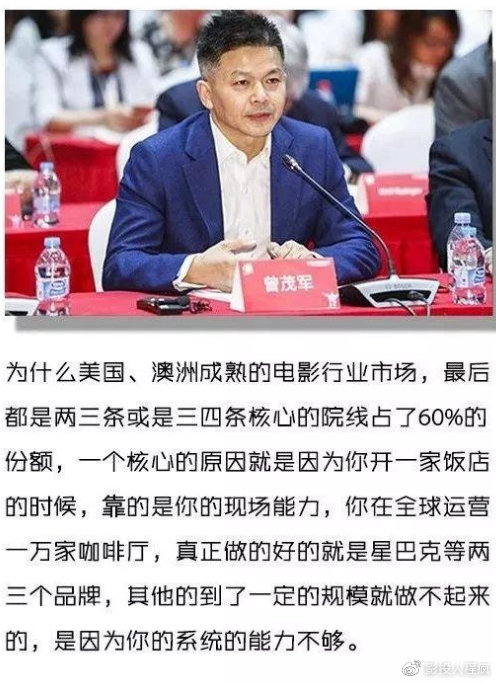 曾茂军
为什么美国、澳洲成熟的电影行业市场，最后
都是两三条或是三四条核心的院线占了60%的
份额，一个核心的原因就是因为你开一家饭店
的时候，靠的是你的现场能力，你在全球运营
一万家咖啡厅，真正做的好的就是星巴克等两
三个品牌，其他的到了一定的规模就做不起来
的，是因为你的系统的能力不够。